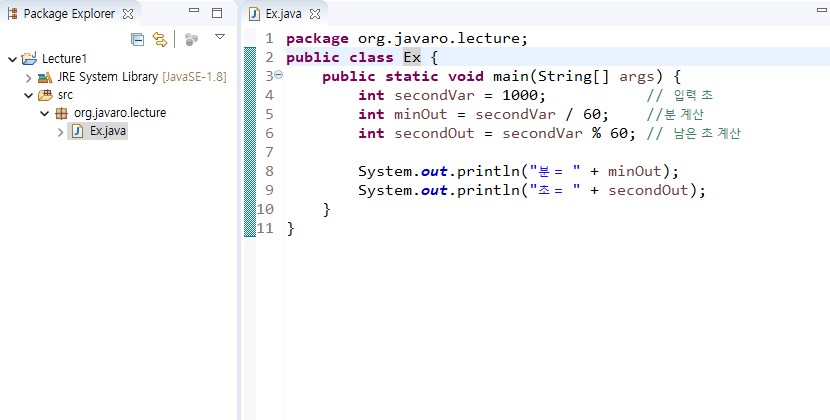 Package Explorer
Lecture1
JRE System Library [JavaSE-1.8]
src
org.javaro.lecture
Ex.java
Ex.java
1 package org.javaro.lecture;
2 public class Ex {
3 public static void main(String[] args) {
4 int secondVar = 1000; // 입력 초
5 int minOut = secondVar / 60; //분 계산
6 int secondOut = secondVar % 60; // 남은 초 계산
7
8 System.out.println("분 = " + minOut);
9 System.out.println("초 = " + secondOut);
10 }
11 }